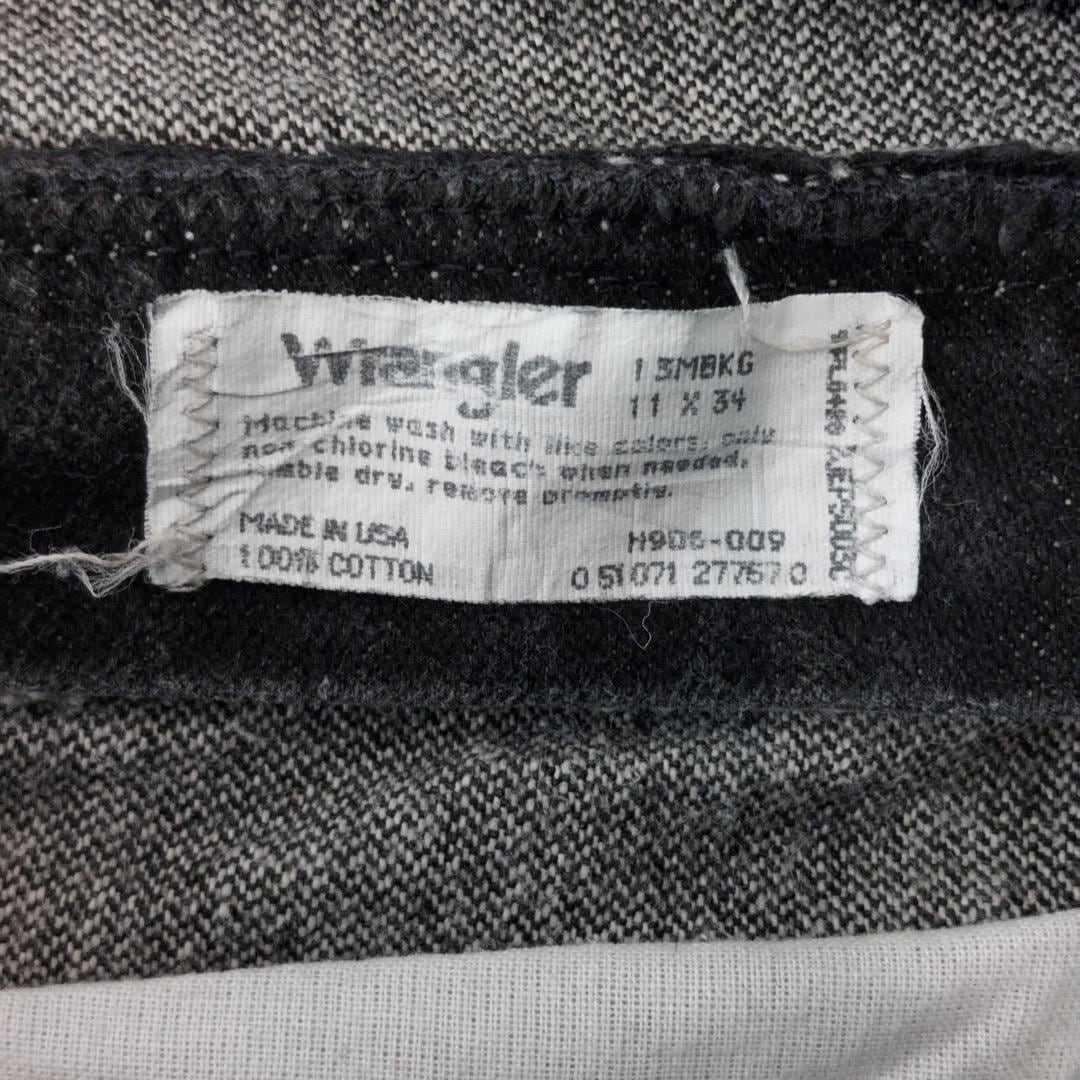 Wrangler
13MBKG
11 X 34
Machine wash with like colors, only
non chlorine bleach when needed.
Tumble dry, remove promptly.
MADE IN USA
100% COTTON
H906-009
0 51071 27757 0